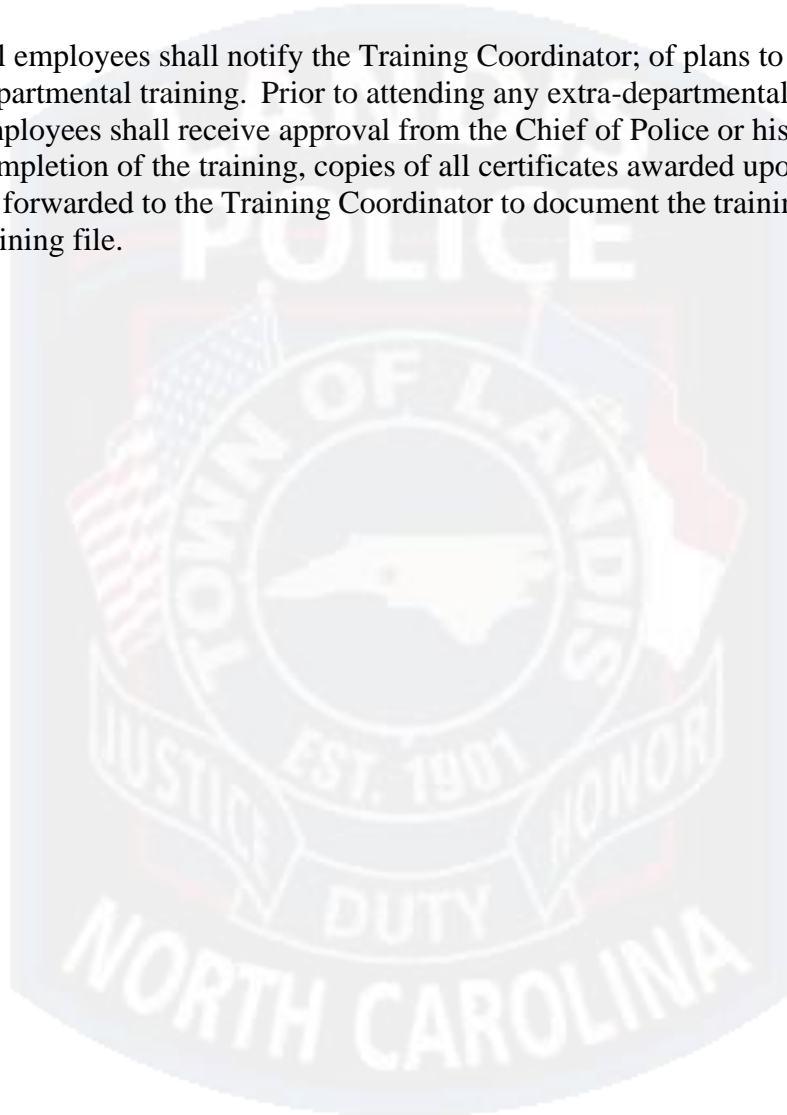 l employees shall notify the Training Coordinator; of plans to
partmental training. Prior to attending any extra-departmental
ployees shall receive approval from the Chief of Police or his
mpletion of the training, copies of all certificates awarded upo
forwarded to the Training Coordinator to document the trainin
ining file.
LANDIS
POLICE
TOWN OF LANDIS
EST. 1901
JUSTICE
DUTY
HONOR
NORTH CAROLINA